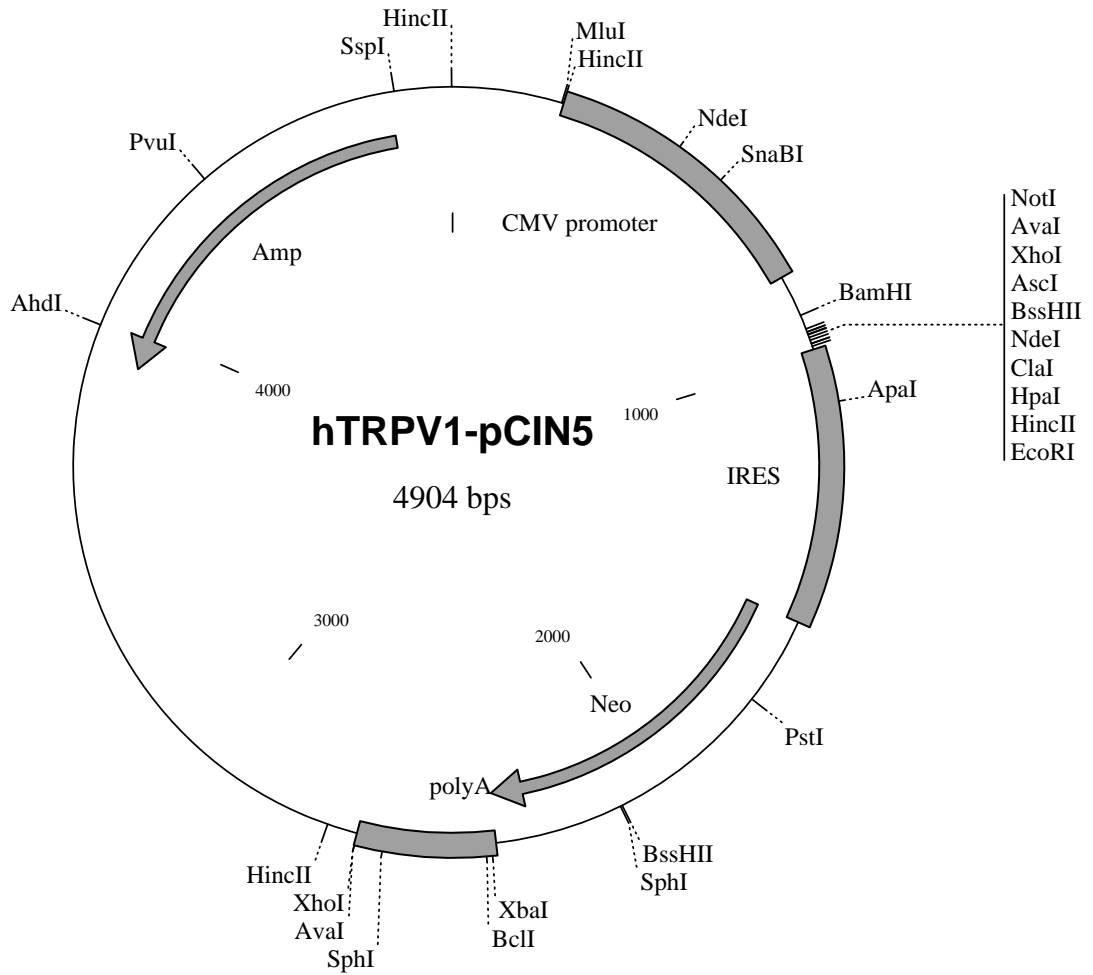 HincII
MluI
HincII
SspI
NdeI
PvuI
SnaBI
NotI
AvaI
XhoI
AscI
BssHII
NdeI
ClaI
HpaI
HincII
EcoRI
CMV promoter
Amp
AhdI
BamHI
4000
1000
ApaI
hTRPV1-pCIN5
4904 bps
IRES
3000
2000
Neo
PstI
polyA
HincII
XhoI
AvaI
SphI
BssHII
SphI
XbaI
BclI